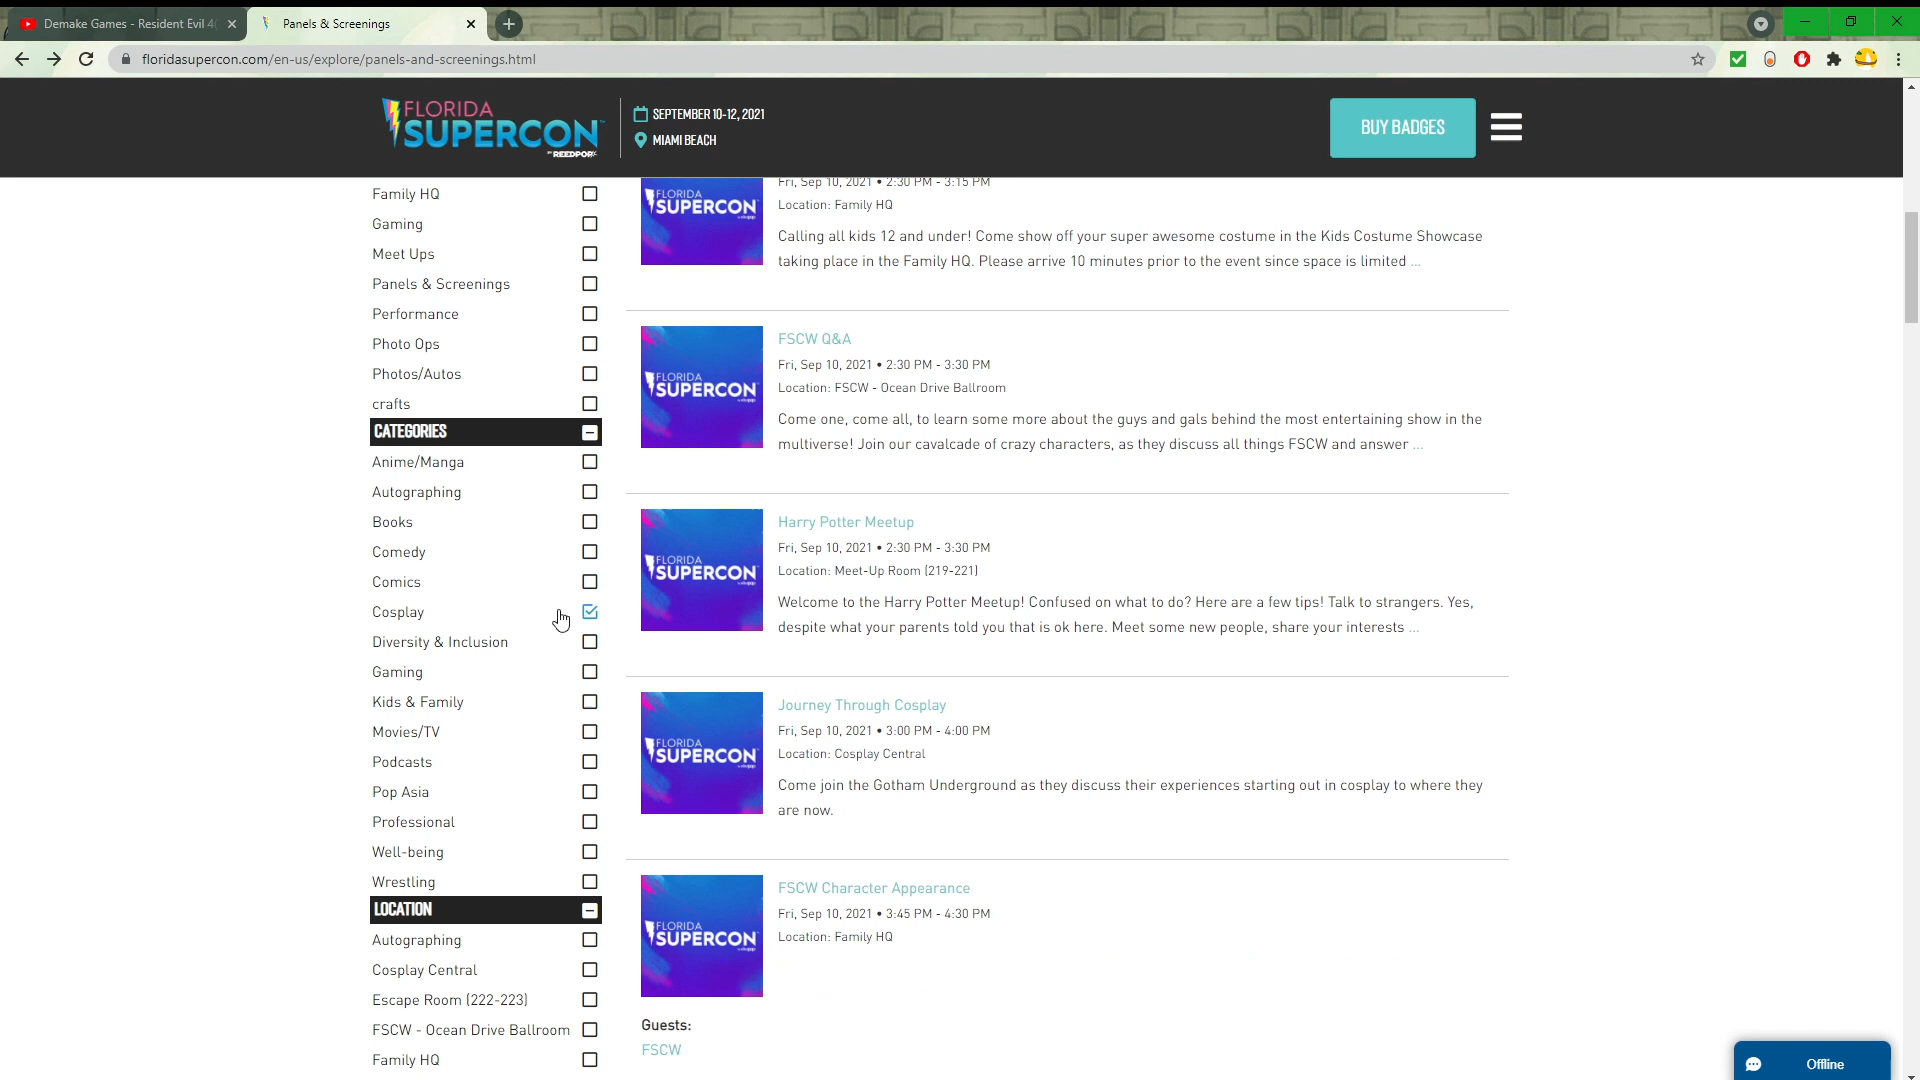 Demake Games - Resident Evil 4(
Panels & Screenings
floridasupercon.com/en-us/explore/panels-and-screenings.html
FLORIDA
SUPERCON
BY REEDPOP
SEPTEMBER 10-12, 2021
MIAMI BEACH
BUY BADGES
Family HQ
Gaming
Meet Ups
Panels & Screenings
Performance
Photo Ops
Photos/Autos
crafts
CATEGORIES
Anime/Manga
Autographing
Books
Comedy
Comics
Cosplay
Diversity & Inclusion
Gaming
Kids & Family
Movies/TV
Podcasts
Pop Asia
Professional
Well-being
Wrestling
LOCATION
Autographing
Cosplay Central
Escape Room (222-223)
FSCW - Ocean Drive Ballroom
Family HQ
FLORIDA
SUPERCON
Fri, Sep 10, 2021 • 2:30 PM - 3:15 PM
Location: Family HQ
Calling all kids 12 and under! Come show off your super awesome costume in the Kids Costume Showcase
taking place in the Family HQ. Please arrive 10 minutes prior to the event since space is limited ...
FLORIDA
SUPERCON
FSCW Q&A
Fri, Sep 10, 2021 • 2:30 PM - 3:30 PM
Location: FSCW - Ocean Drive Ballroom
Come one, come all, to learn some more about the guys and gals behind the most entertaining show in the
multiverse! Join our cavalcade of crazy characters, as they discuss all things FSCW and answer ...
FLORIDA
SUPERCON
Harry Potter Meetup
Fri, Sep 10, 2021 • 2:30 PM - 3:30 PM
Location: Meet-Up Room (219-221)
Welcome to the Harry Potter Meetup! Confused on what to do? Here are a few tips! Talk to strangers. Yes,
despite what your parents told you that is ok here. Meet some new people, share your interests ...
FLORIDA
SUPERCON
Journey Through Cosplay
Fri, Sep 10, 2021 • 3:00 PM - 4:00 PM
Location: Cosplay Central
Come join the Gotham Underground as they discuss their experiences starting out in cosplay to where they
are now.
FLORIDA
SUPERCON
FSCW Character Appearance
Fri, Sep 10, 2021 • 3:45 PM - 4:30 PM
Location: Family HQ
Guests:
FSCW
Offline